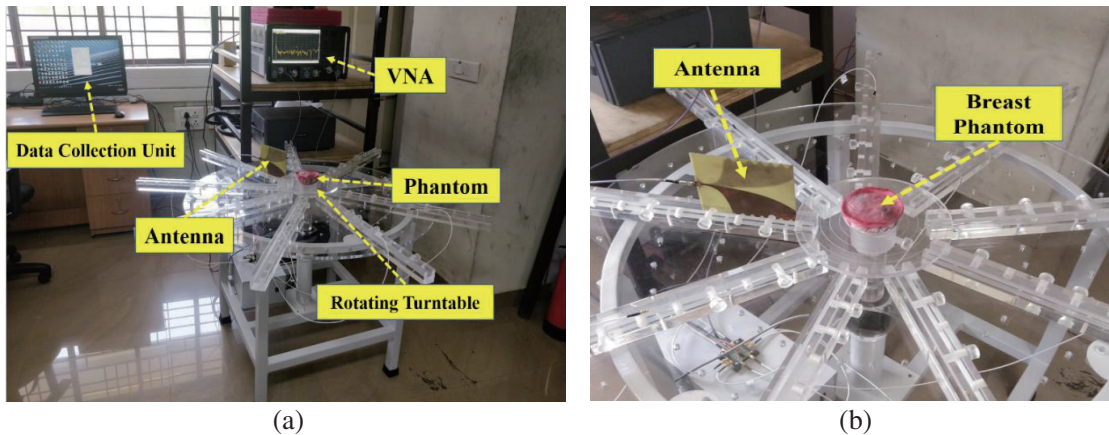 VNA
Data Collection Unit
Phantom
Antenna
Rotating Turntable
(a)
Antenna
Breast
Phantom
(b)